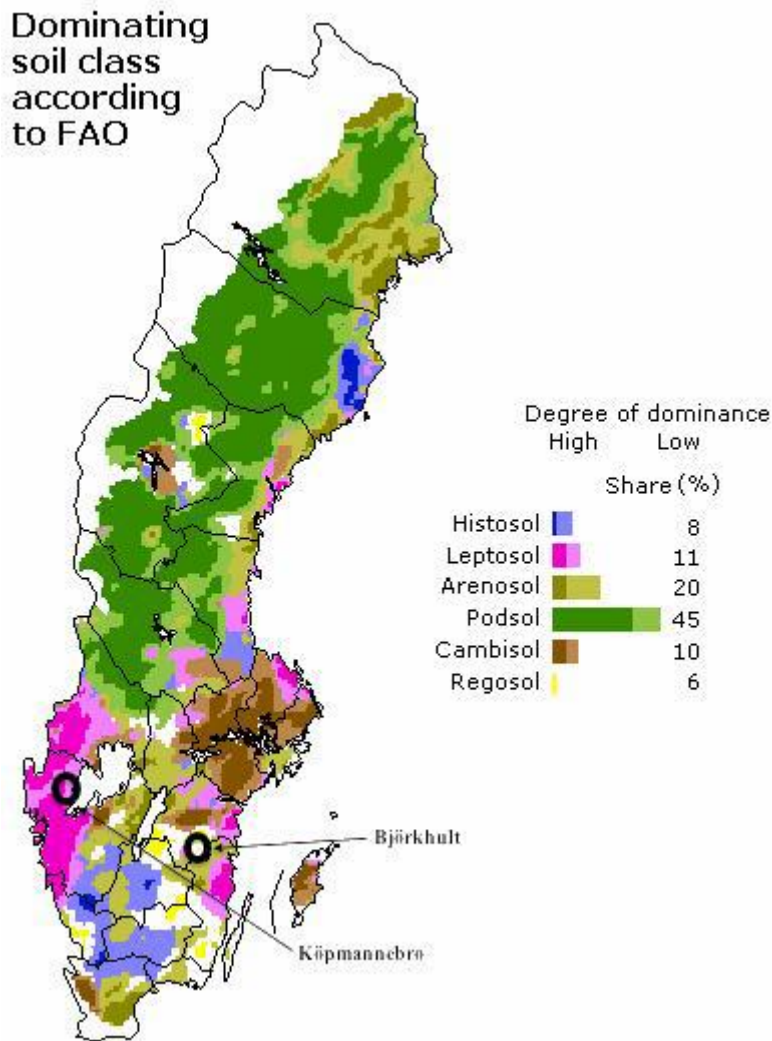 Dominating
soil class
according
to FAO
Degree of dominance
High Low
Share (%)
Histosol 8
Leptosol 11
Arenosol 20
Podsol 45
Cambisol 10
Regosol 6
Björkhult
Köpmannebro